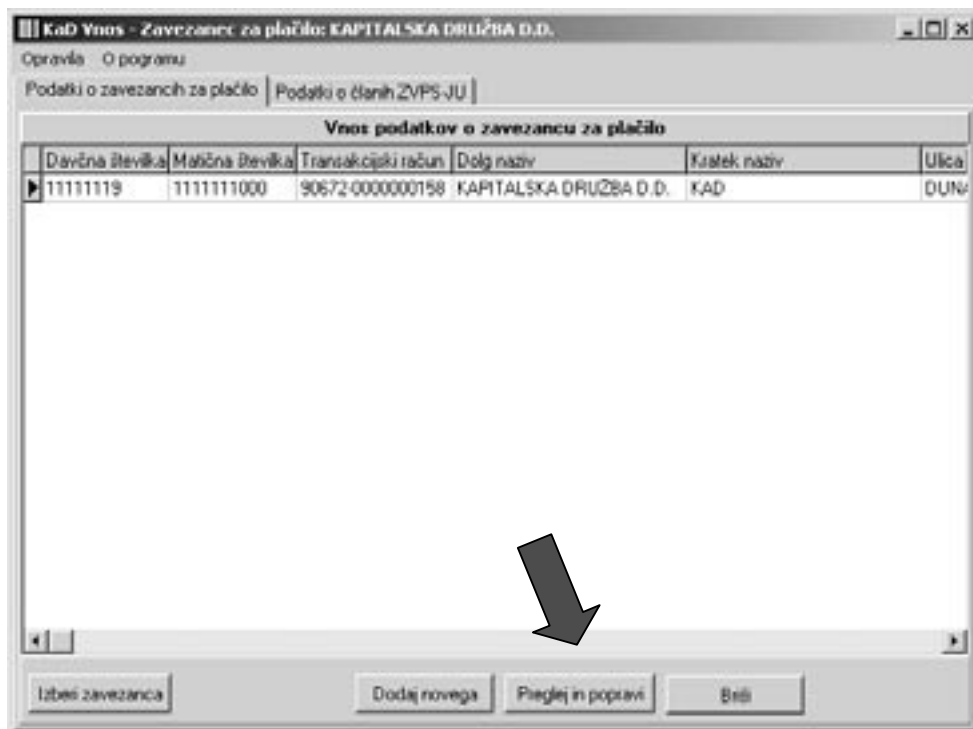 KaD Vnos - Zavezanec za plačilo: KAPITALSKA DRUŽBA D.D.
Opravila O pogramu
Podatki o zavezancih za plačilo Podatki o članih ZVPS-JU
Vnos podatkov o zavezancu za plačilo
Davčna številka Matična številka Transakcijski račun Dolg naziv Kratek naziv Ulica
11111119 1111111000 90672-0000000158 KAPITALSKA DRUŽBA D.D. KAD DUNA
Izberi zavezanca Dodaj novega Preglej in popravi Briši